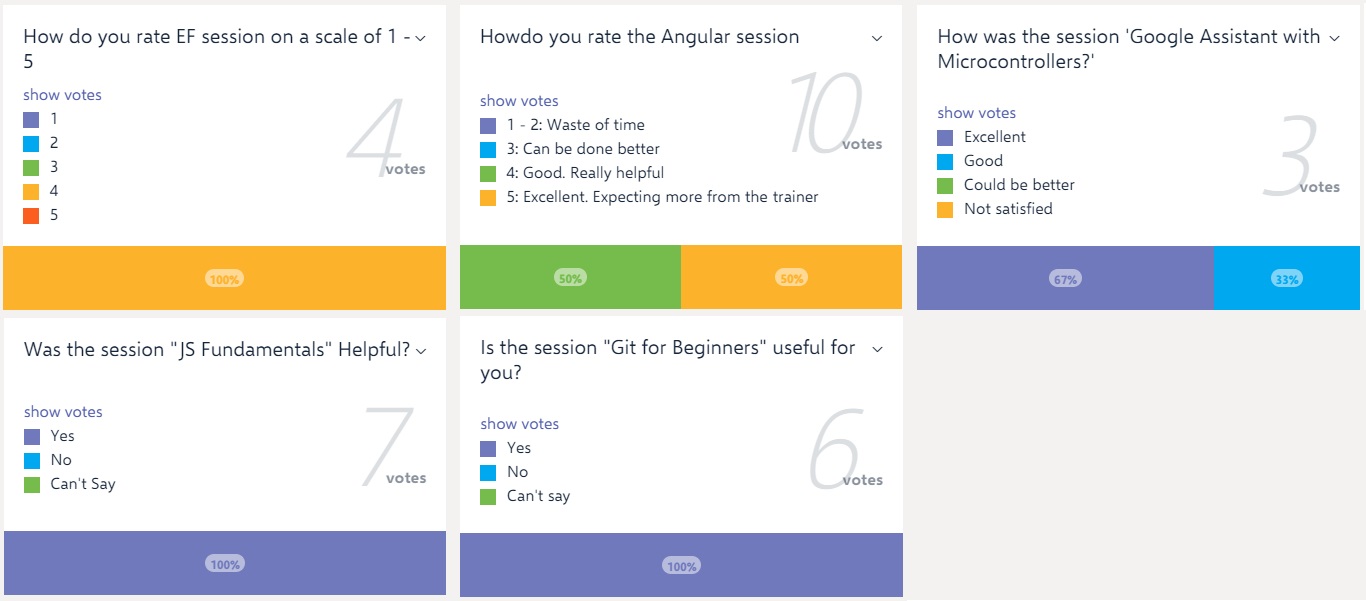 How do you rate EF session on a scale of 1 -
5
show votes
1
2
3
4
5
4
votes
100%
Howdo you rate the Angular session
show votes
1 - 2: Waste of time
3: Can be done better
4: Good. Really helpful
5: Excellent. Expecting more from the trainer
10
votes
50%
50%
How was the session 'Google Assistant with
Microcontrollers?'
show votes
Excellent
Good
Could be better
Not satisfied
3
votes
67%
33%
Was the session "JS Fundamentals" Helpful?
show votes
Yes
No
Can't Say
7
votes
100%
Is the session "Git for Beginners" useful for
you?
show votes
Yes
No
Can't say
6
votes
100%